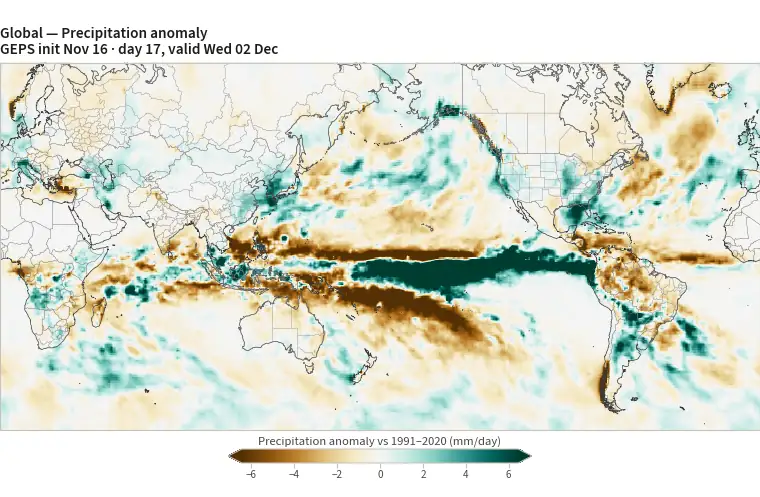 Global — Precipitation anomaly
GEPS init Nov 16 · day 17, valid Wed 02 Dec
Precipitation anomaly vs 1991–2020 (mm/day)
−6 −4 −2 0 2 4 6